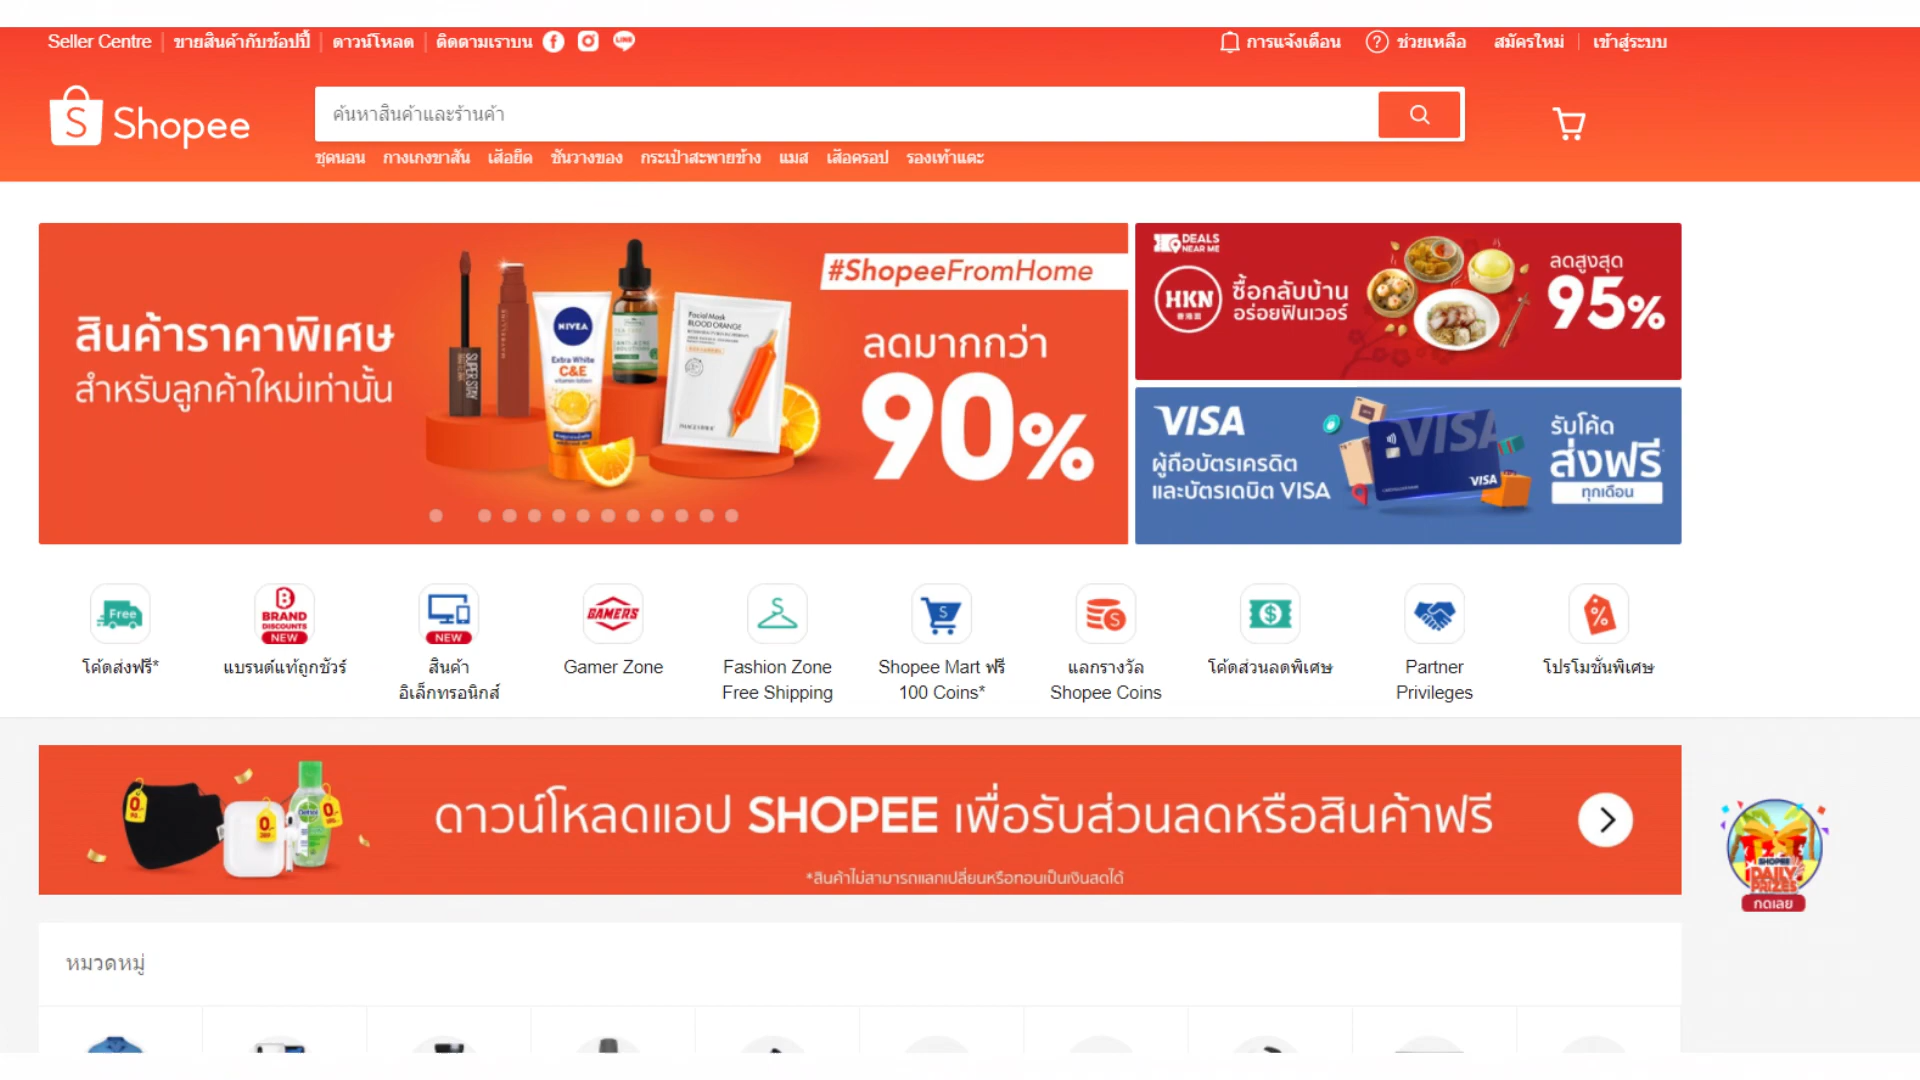 Seller Centre ขายสินค้ากับช้อปปี้ ดาวน์โหลด ติดตามเราบน
การแจ้งเตือน ช่วยเหลือ สมัครใหม่ เข้าสู่ระบบ
Shopee
ค้นหาสินค้าและร้านค้า
ชุดนอน กางเกงขาสั้น เสื้อยืด ชั้นวางของ กระเป๋าสะพายข้าง แมส เสื้อครอป รองเท้าแตะ
สินค้าราคาพิเศษ
สำหรับลูกค้าใหม่เท่านั้น
#ShopeeFromHome
ลดมากกว่า
90%
NIVEA
Extra White
C&E
Facial Mask
BLOOD ORANGE
DEALS
NEAR ME
HKN
ซื้อกลับบ้าน
อร่อยฟินเวอร์
ลดสูงสุด
95%
VISA
ผู้ถือบัตรเครดิต
และบัตรเดบิต VISA
VISA
VISA
รับโค้ด
ส่งฟรี
ทุกเดือน
Free
โค้ดส่งฟรี*
BRAND
DISCOUNTS
NEW
แบรนด์แท้ถูกชัวร์
NEW
สินค้า
อิเล็กทรอนิกส์
GAMERS
Gamer Zone
Fashion Zone
Free Shipping
Shopee Mart ฟรี
100 Coins*
แลกรางวัล
Shopee Coins
โค้ดส่วนลดพิเศษ
Partner
Privileges
โปรโมชั่นพิเศษ
ดาวน์โหลดแอป SHOPEE เพื่อรับส่วนลดหรือสินค้าฟรี
*สินค้าไม่สามารถแลกเปลี่ยนหรือทอนเป็นเงินสดได้
SHOPEE
DAILY
PRIZES
กดเลย
หมวดหมู่